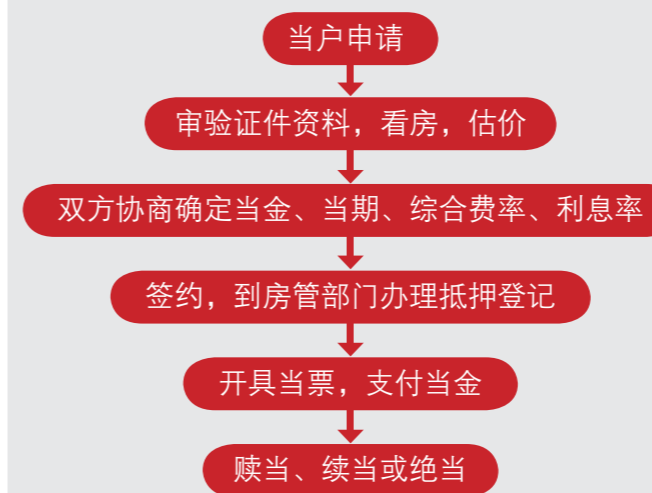 当户申请
审验证件资料，看房，估价
双方协商确定当金、当期、综合费率、利息率
签约，到房管部门办理抵押登记
开具当票，支付当金
赎当、续当或绝当